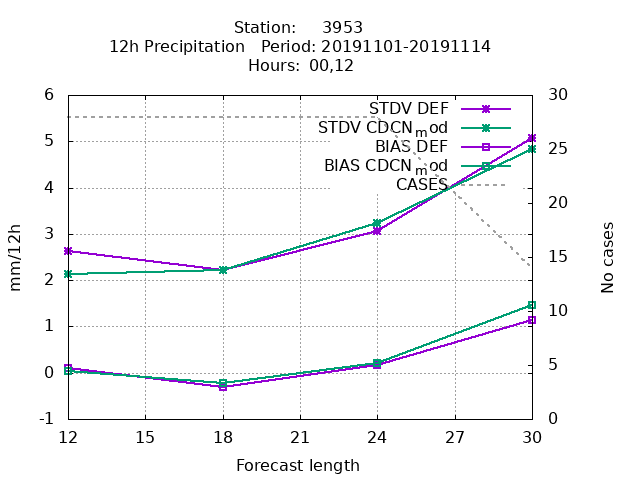 Station: 3953
12h Precipitation Period: 20191101-20191114
Hours: 00,12
6 30
STDV DEF
STDV CDCNmod
5 25
BIAS DEF
BIAS CDCNmod
4 CASES
20
3
15
2
10
1
5
0
-1 0
12 15 18 21 24 27 30
Forecast length
mm/12h
No cases